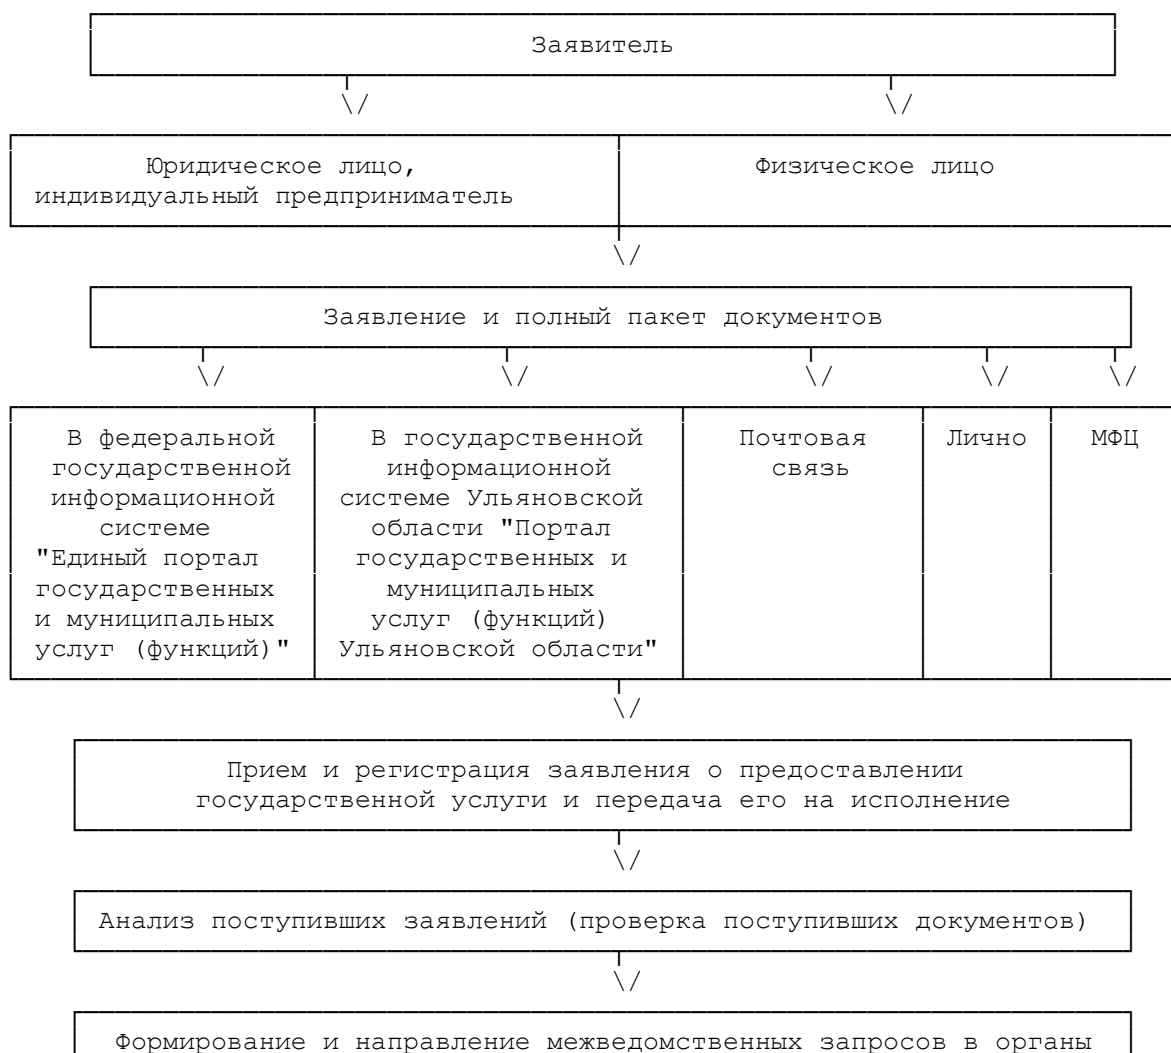 Заявитель
\/ \/
Юридическое лицо, Физическое лицо
индивидуальный предприниматель
\/
Заявление и полный пакет документов
\/ \/ \/ \/ \/
В федеральной В государственной Почтовая Лично МФЦ
государственной информационной связь
информационной системе Ульяновской
системе области "Портал
"Единый портал государственных и
государственных муниципальных
и муниципальных услуг (функций)
услуг (функций)" Ульяновской области"
\/
Прием и регистрация заявления о предоставлении
государственной услуги и передача его на исполнение
\/
Анализ поступивших заявлений (проверка поступивших документов)
\/
Формирование и направление межведомственных запросов в органы